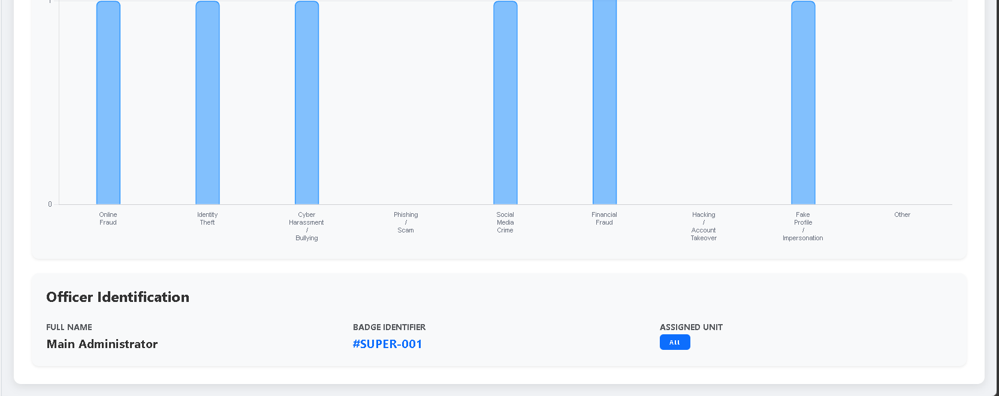 1
0
Online
Fraud
Identity
Theft
Cyber
Harassment
/
Bullying
Phishing
/
Scam
Social
Media
Crime
Financial
Fraud
Hacking
/
Account
Takeover
Fake
Profile
/
Impersonation
Other
Officer Identification
FULL NAME
Main Administrator
BADGE IDENTIFIER
#SUPER-001
ASSIGNED UNIT
All